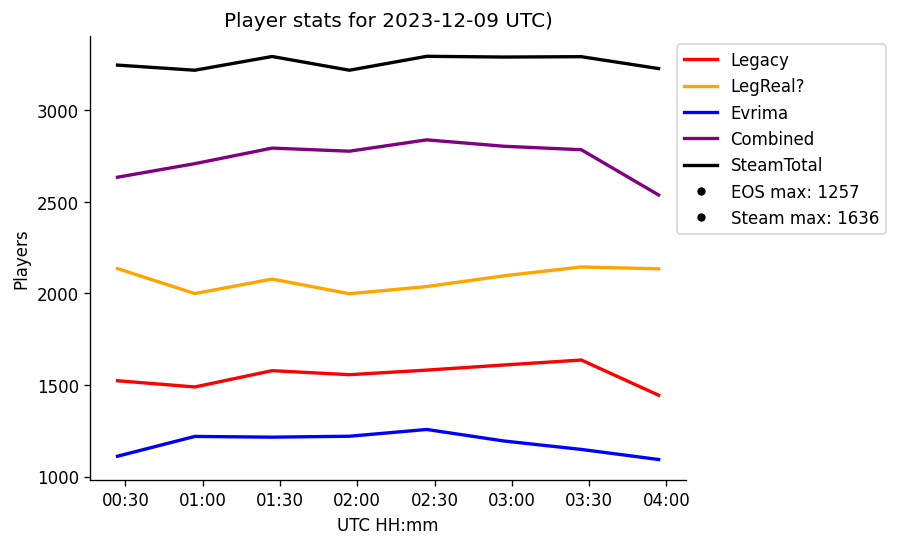 Player stats for 2023-12-09 UTC)
Legacy
LegReal?
Evrima
Combined
SteamTotal
EOS max: 1257
Steam max: 1636
Players
3000
2500
2000
1500
1000
00:30 01:00 01:30 02:00 02:30 03:00 03:30 04:00
UTC HH:mm